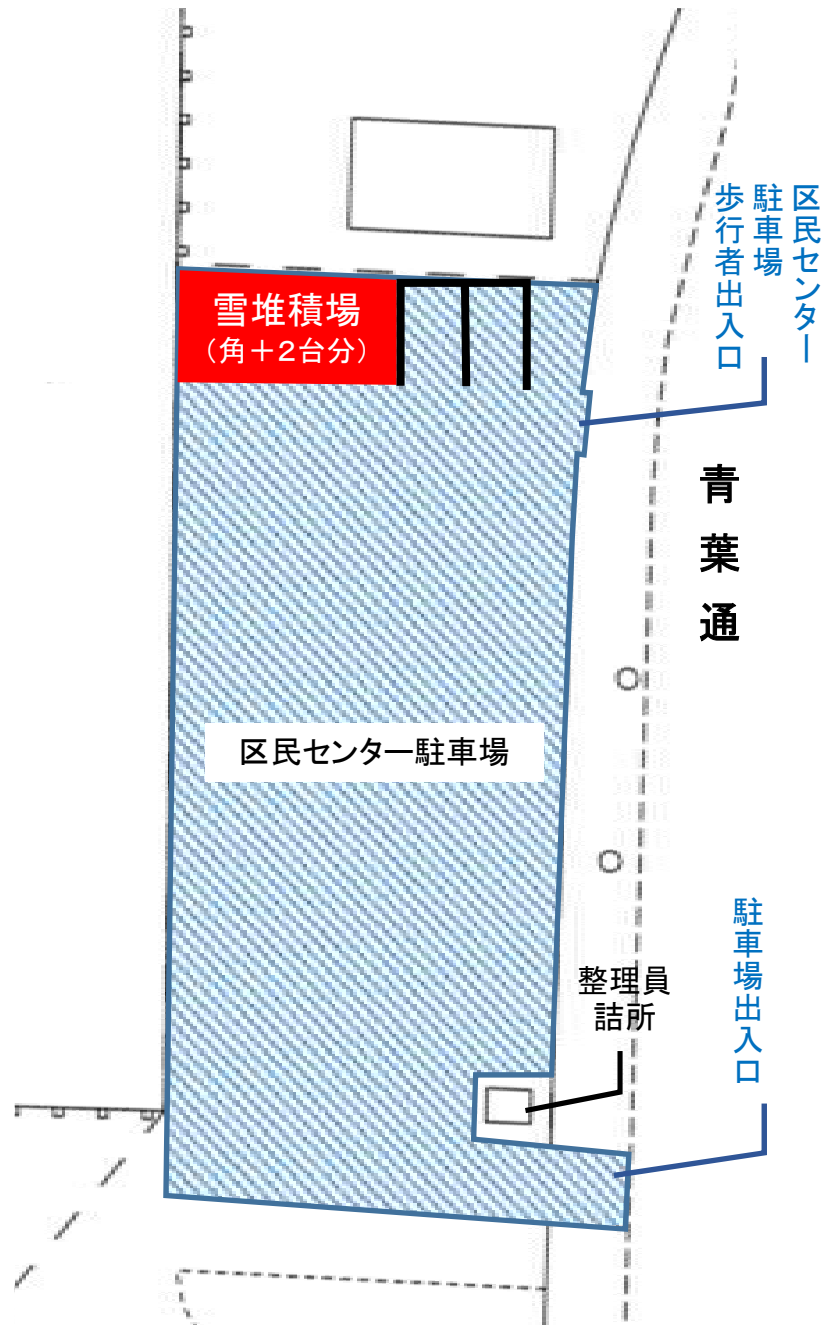 雪堆積場
（角＋２台分）
区民センター
駐車場
歩行者出入口
青葉通
区民センター駐車場
整理員
詰所
駐車場出入口